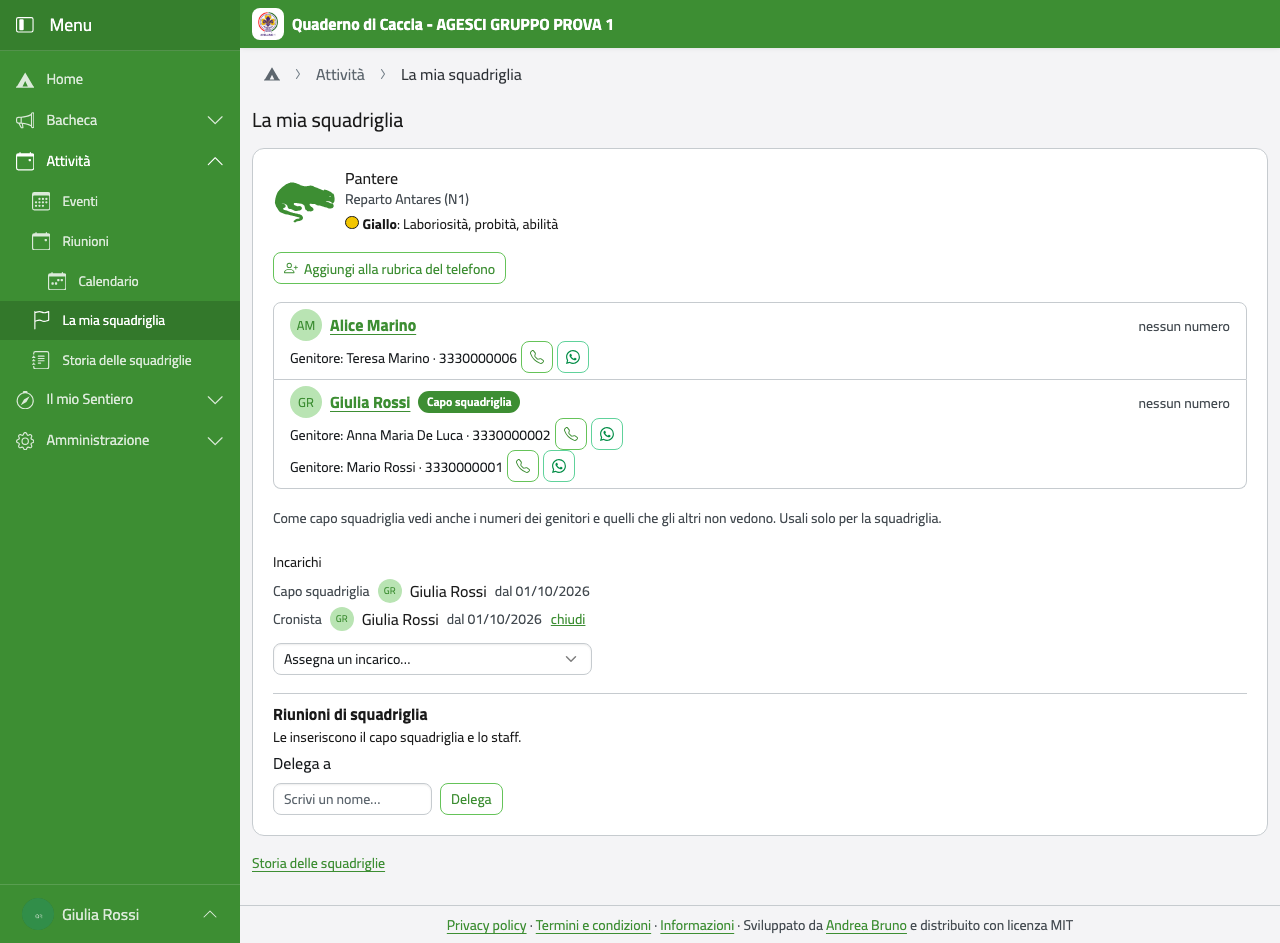 Menu
Quaderno di Caccia - AGESCI GRUPPO PROVA 1
Home
Bacheca
Attività
Eventi
Riunioni
Calendario
La mia squadriglia
Storia delle squadriglie
Il mio Sentiero
Amministrazione
Giulia Rossi
Attività
La mia squadriglia
La mia squadriglia
Pantere
Reparto Antares (N1)
Giallo: Laboriosità, probità, abilità
Aggiungi alla rubrica del telefono
AM Alice Marino nessun numero
Genitore: Teresa Marino · 3330000006
GR Giulia Rossi Capo squadriglia nessun numero
Genitore: Anna Maria De Luca · 3330000002
Genitore: Mario Rossi · 3330000001
Come capo squadriglia vedi anche i numeri dei genitori e quelli che gli altri non vedono. Usali solo per la squadriglia.
Incarichi
Capo squadriglia GR Giulia Rossi dal 01/10/2026
Cronista GR Giulia Rossi dal 01/10/2026 chiudi
Assegna un incarico...
Riunioni di squadriglia
Le inseriscono il capo squadriglia e lo staff.
Delega a
Scrivi un nome... Delega
Storia delle squadriglie
Privacy policy · Termini e condizioni · Informazioni · Sviluppato da Andrea Bruno e distribuito con licenza MIT